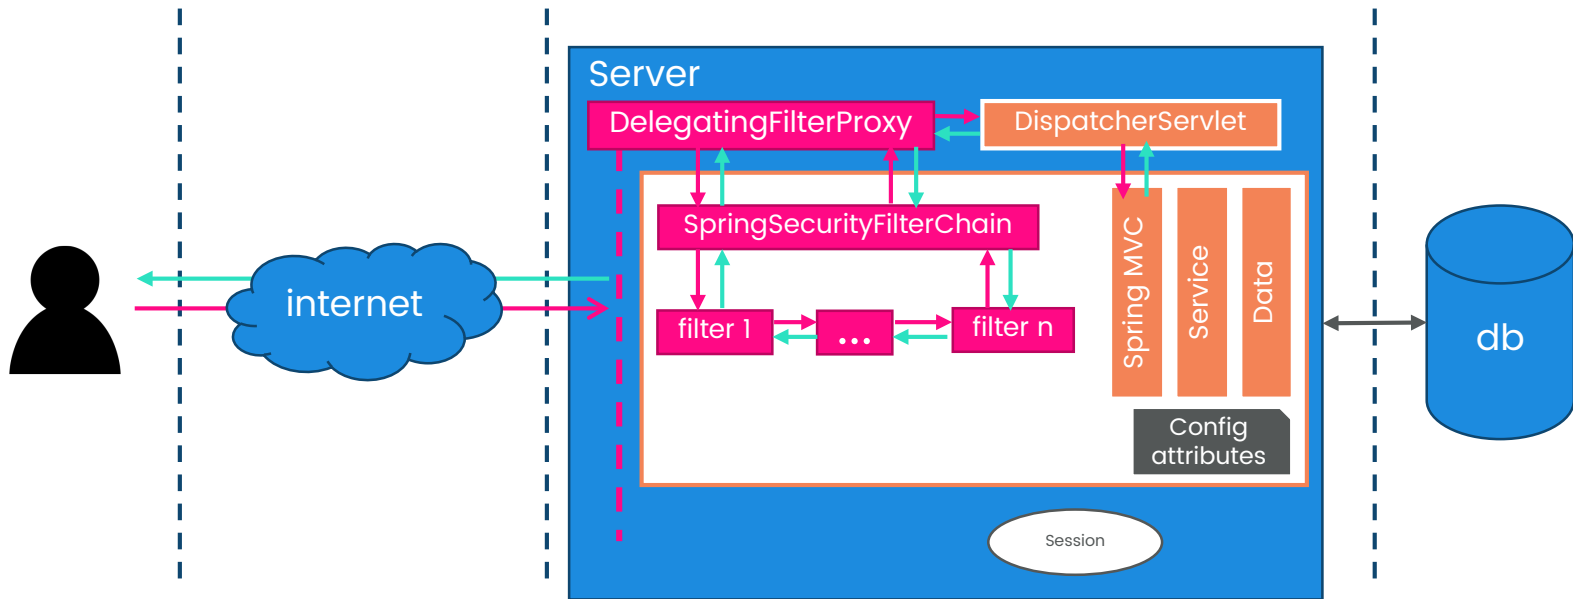 Server
DelegatingFilterProxy
DispatcherServlet
SpringSecurityFilterChain
internet
filter 1
...
filter n
Spring MVC
Service
Data
db
Config
attributes
Session